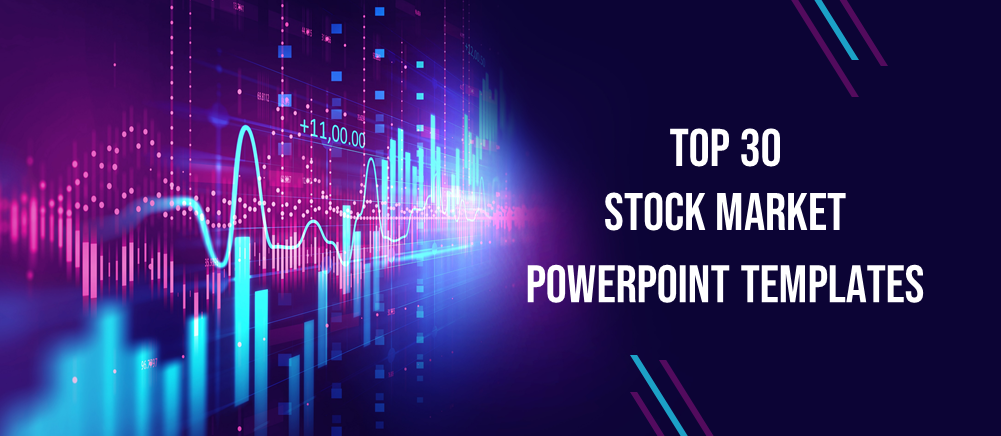 +11,00.00
TOP 30
STOCK MARKET
POWERPOINT TEMPLATES